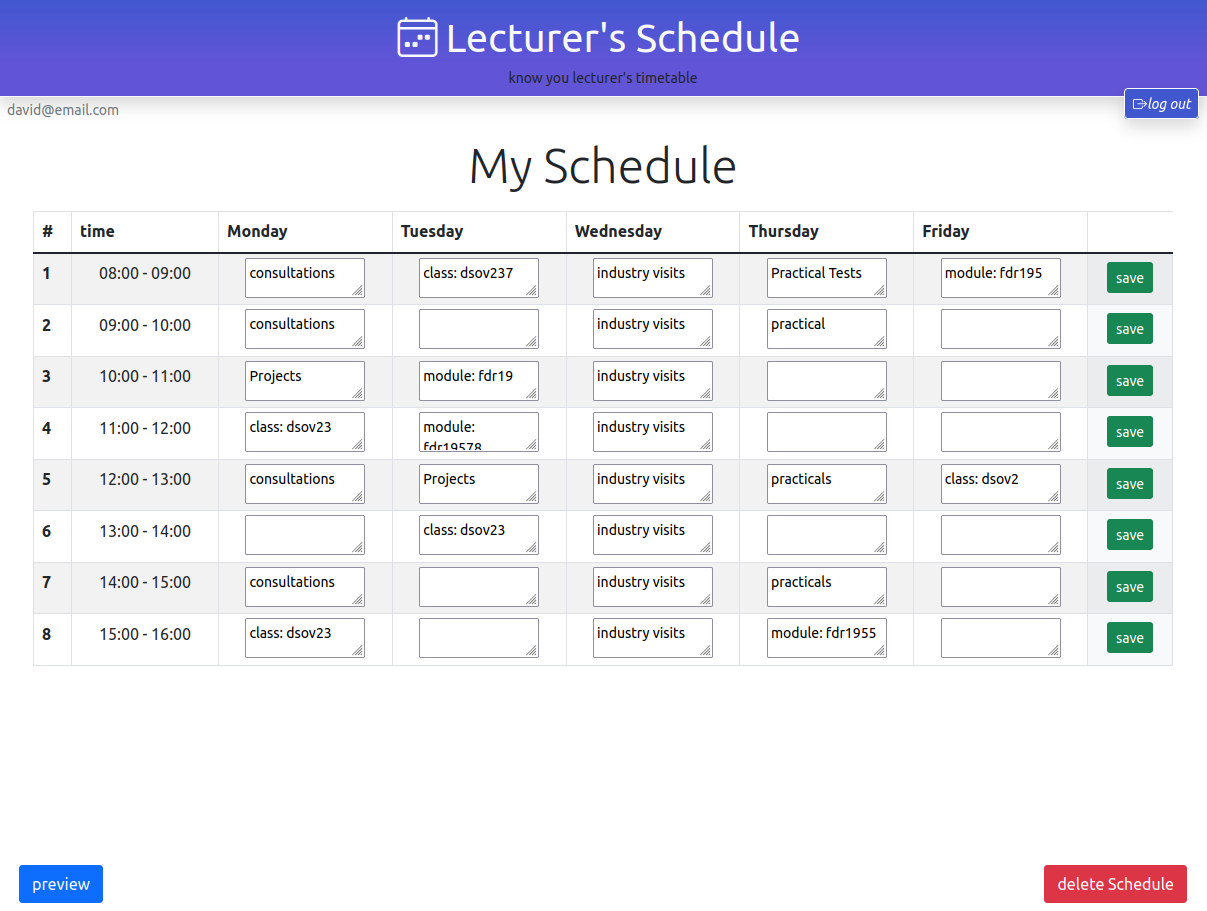 Lecturer's Schedule
know you lecturer's timetable
david@email.com
log out
My Schedule
# time Monday Tuesday Wednesday Thursday Friday
1 08:00 - 09:00 consultations class: dsov237 industry visits Practical Tests module: fdr195 save
2 09:00 - 10:00 consultations industry visits practical save
3 10:00 - 11:00 Projects module: fdr19 industry visits save
4 11:00 - 12:00 class: dsov23 module: industry visits save
fdr19578
5 12:00 - 13:00 consultations Projects industry visits practicals class: dsov2 save
6 13:00 - 14:00 class: dsov23 industry visits save
7 14:00 - 15:00 consultations industry visits practicals save
8 15:00 - 16:00 class: dsov23 industry visits module: fdr1955 save
preview delete Schedule